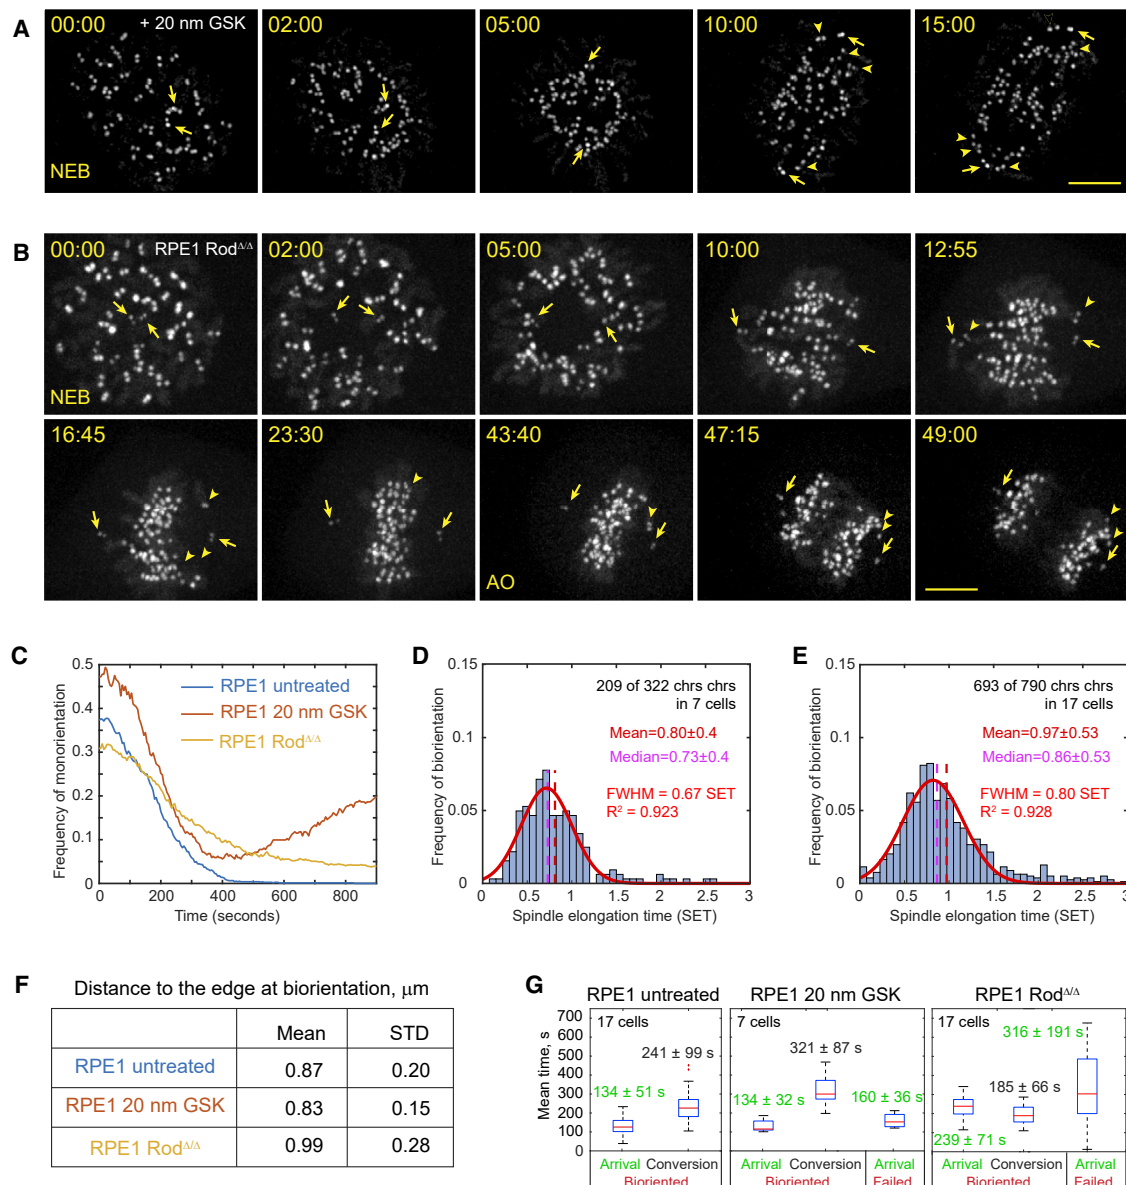 A
00:00
+ 20 nm GSK
NEB
02:00
05:00
10:00
15:00
B
00:00
RPE1 RodΔ/Δ
NEB
02:00
05:00
10:00
12:55
16:45
23:30
43:40
AO
47:15
49:00
C
Frequency of monorientation
0.5
0.4
0.3
0.2
0.1
0
RPE1 untreated
RPE1 20 nm GSK
RPE1 RodΔ/Δ
200
400
600
800
Time (seconds)
D
Frequency of biorientation
0.15
0.1
0.05
0
209 of 322 chrs chrs
in 7 cells
Mean=0.80±0.4
Median=0.73±0.4
FWHM = 0.67 SET
R² = 0.923
0 0.5 1 1.5 2 2.5 3
Spindle elongation time (SET)
E
Frequency of biorientation
0.15
0.1
0.05
0
693 of 790 chrs chrs
in 17 cells
Mean=0.97±0.53
Median=0.86±0.53
FWHM = 0.80 SET
R² = 0.928
0 0.5 1 1.5 2 2.5 3
Spindle elongation time (SET)
F
Distance to the edge at biorientation, μm
Mean STD
RPE1 untreated 0.87 0.20
RPE1 20 nm GSK 0.83 0.15
RPE1 RodΔ/Δ 0.99 0.28
G
Mean time, s
700
600
500
400
300
200
100
0
RPE1 untreated
17 cells
241 ± 99 s
134 ± 51 s
Arrival Conversion
Bioriented
RPE1 20 nm GSK
7 cells
321 ± 87 s
134 ± 32 s
160 ± 36 s
Arrival Conversion Arrival
Bioriented Failed
RPE1 RodΔ/Δ
17 cells
316 ± 191 s
185 ± 66 s
239 ± 71 s
Arrival Conversion Arrival
Bioriented Failed